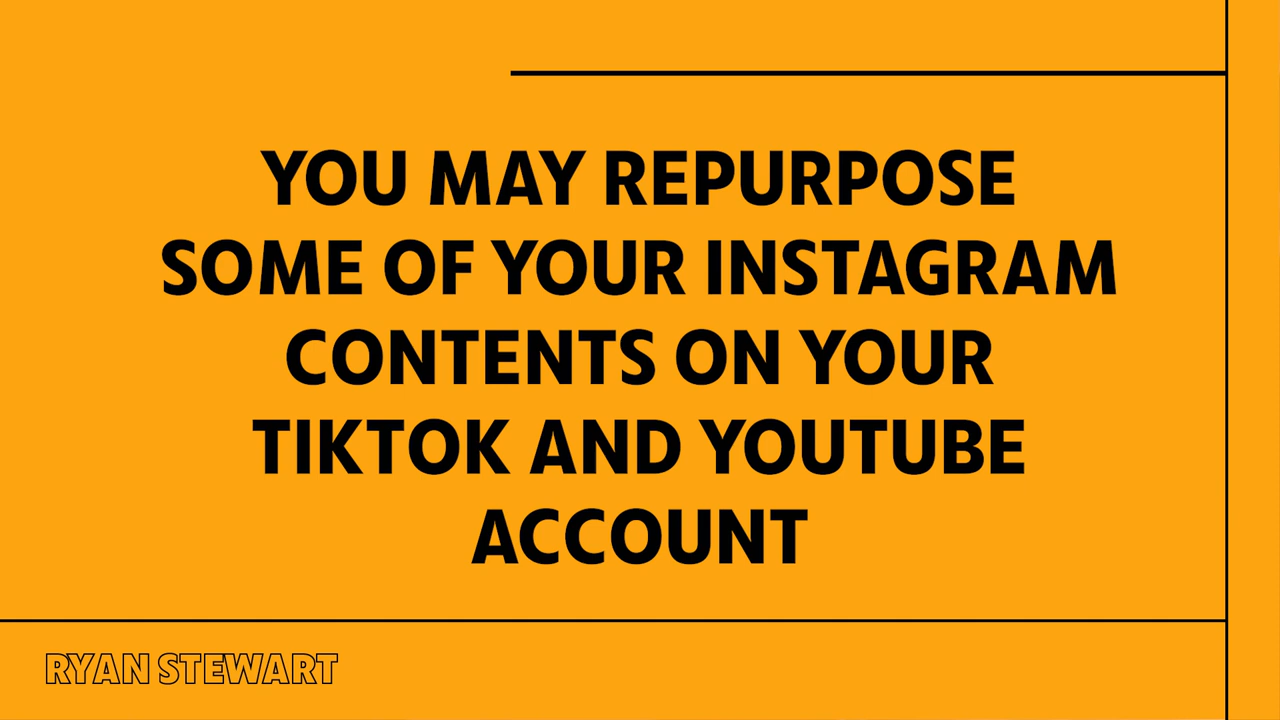 YOU MAY REPURPOSE
SOME OF YOUR INSTAGRAM
CONTENTS ON YOUR
TIKTOK AND YOUTUBE
ACCOUNT
RYAN STEWART